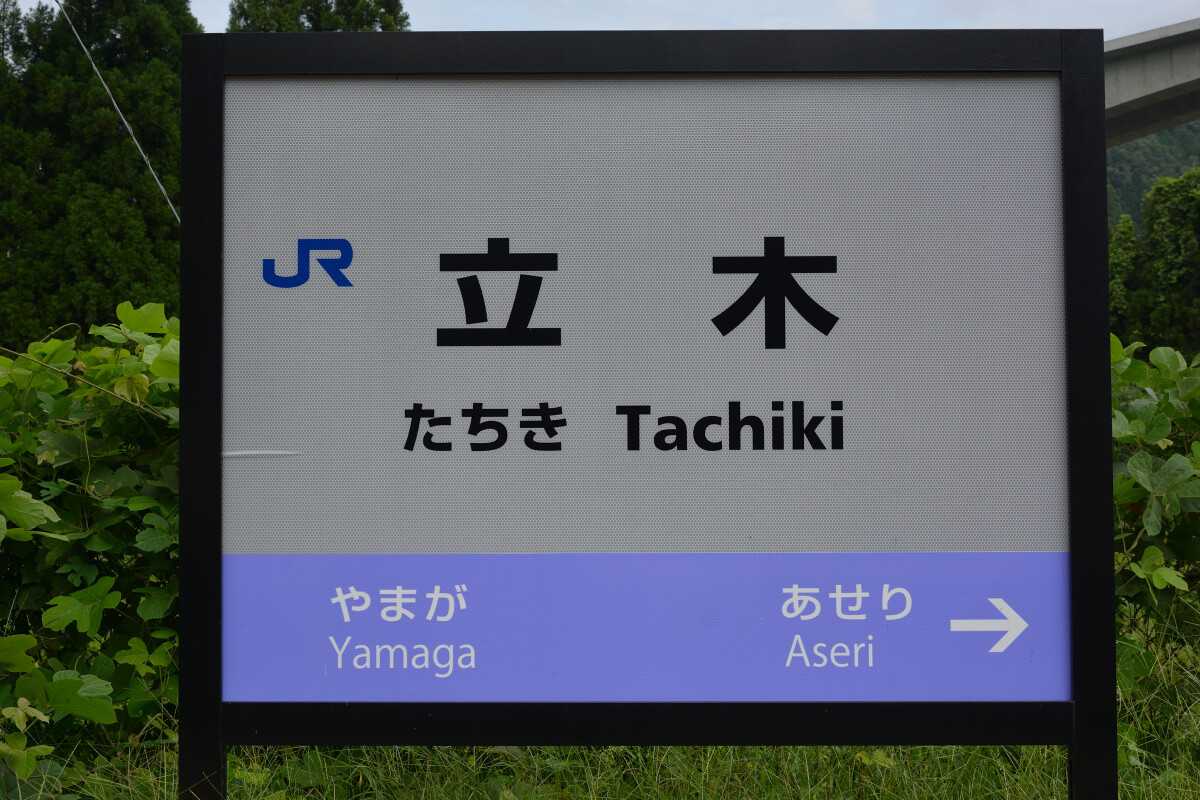 JR
立木
たちき Tachiki
やまが あせり →
Yamaga Aseri